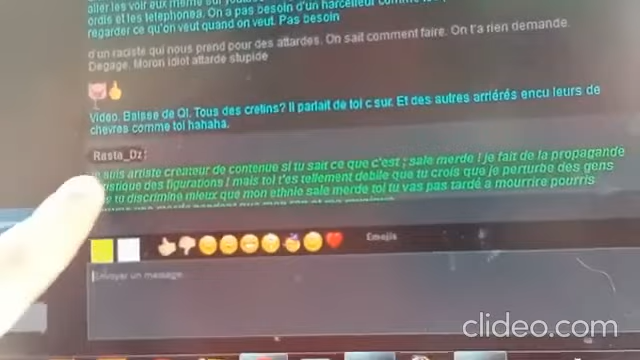 aller les voir eux meme sur
ordis et les telephones. On a pas besoin d'un harceleur comme
regarder ce qu'on veut quand on veut. Pas besoin
d'un raciste qui nous prend pour des attardes. On sait comment faire. On t'a rien demande.
Degage. Moron idiot attarde stupide
Video. Baisse de QI. Tous des cretins? Il parlait de toi c sur. Et des autres arriérés encu leurs de
chevres comme toi hahaha.
Rasta_Dz:
suis artiste createur de contenue si tu sait ce que c'est ; sale merde ! je fait de la propagande
des figurations ! mais toi t'es tellement debile que tu crois que je perturbe des gens
tu discrimine mieux que mon ethnie sale merde toi tu vas pas tardé a mourrire pourris
Emojis
Envoyer un message
clideo.com